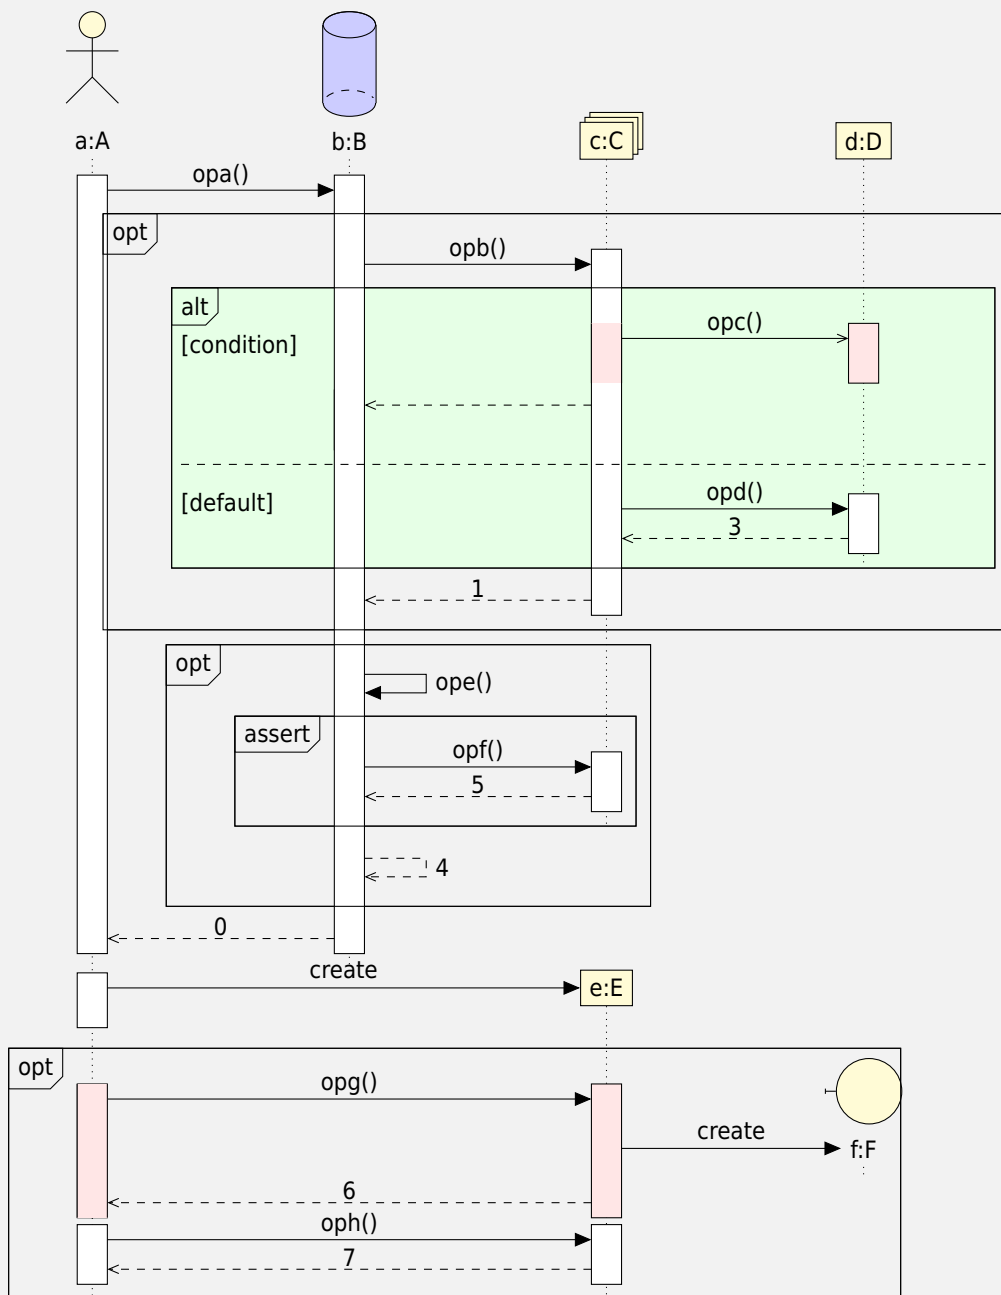 a:A
b:B
c:C
d:D
opa()
opt
opb()
alt
opc()
[condition]
opd()
[default]
3
1
opt
ope()
assert
opf()
5
4
0
create
e:E
opt
opg()
create
f:F
6
oph()
7